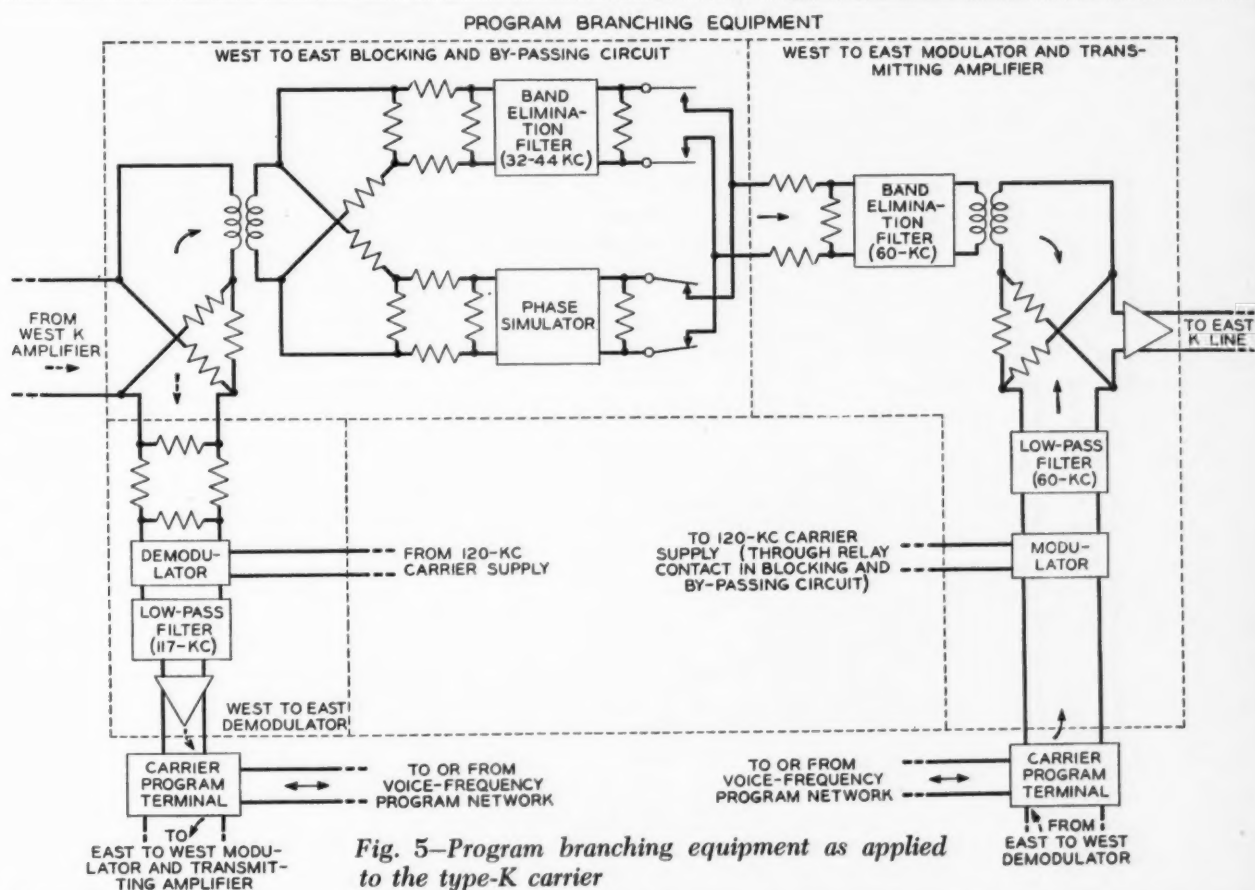 PROGRAM BRANCHING EQUIPMENT
WEST TO EAST BLOCKING AND BY-PASSING CIRCUIT
WEST TO EAST MODULATOR AND TRANS-
MITTING AMPLIFIER
BAND
ELIMINA-
TION
FILTER
(32-44 KC)
BAND
ELIMINA-
TION
FILTER
(60-KC)
PHASE
SIMULATOR
FROM
WEST K
AMPLIFIER
TO EAST
K LINE
LOW-PASS
FILTER
(60-KC)
DEMODU-
LATOR
FROM 120-KC
CARRIER SUPPLY
TO 120-KC CARRIER
SUPPLY (THROUGH RELAY
CONTACT IN BLOCKING AND
BY-PASSING CIRCUIT)
MODU-
LATOR
LOW-PASS
FILTER
(117-KC)
WEST TO EAST
DEMODULATOR
CARRIER
PROGRAM
TERMINAL
TO OR FROM
VOICE-FREQUENCY
PROGRAM NETWORK
TO OR FROM
VOICE-FREQUENCY
PROGRAM NETWORK
CARRIER
PROGRAM
TERMINAL
TO
EAST TO WEST MODU-
LATOR AND TRANSMIT-
TING AMPLIFIER
FROM
EAST TO WEST
DEMODULATOR
Fig. 5—Program branching equipment as applied
to the type-K carrier